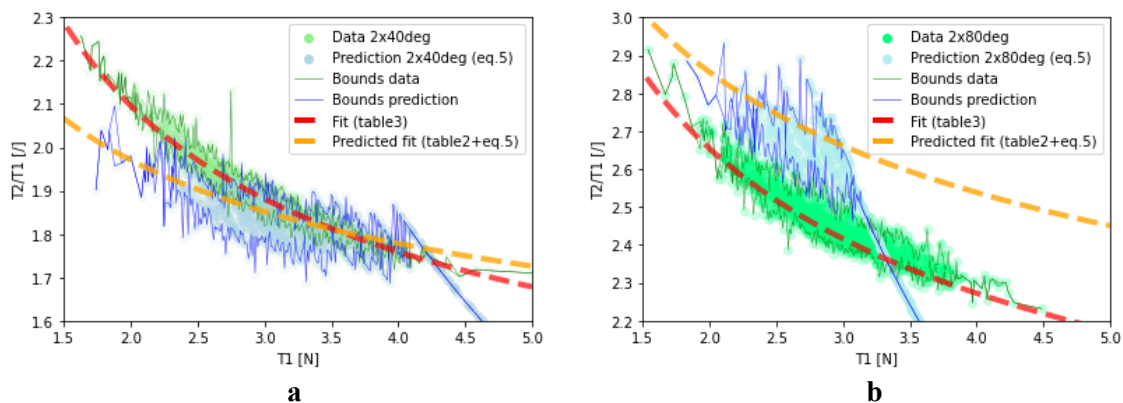 2.3
2.2
2.1
2.0
1.9
1.8
1.7
1.6
T2/T1 [/]
Data 2x40deg
Prediction 2x40deg (eq.5)
Bounds data
Bounds prediction
Fit (table3)
Predicted fit (table2+eq.5)
1.5 2.0 2.5 3.0 3.5 4.0 4.5 5.0
T1 [N]
a
3.0
2.9
2.8
2.7
2.6
2.5
2.4
2.3
2.2
T2/T1 [/]
Data 2x80deg
Prediction 2x80deg (eq.5)
Bounds data
Bounds prediction
Fit (table3)
Predicted fit (table2+eq.5)
1.5 2.0 2.5 3.0 3.5 4.0 4.5 5.0
T1 [N]
b